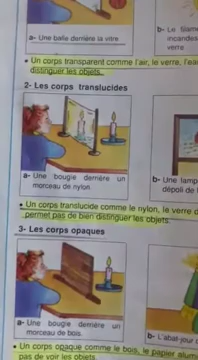 a- Une balle derrière la vitre
b- Le filam
incandes
verre
• Un corps transparent comme l'air, le verre, l'ea
distinguer les objets.
2- Les corps translucides
a- Une bougie derrière un
morceau de nylon
b- Une lamp
dépoli de l
• Un corps translucide comme le nylon, le verre d
permet pas de bien distinguer les objets.
3- Les corps opaques
a- Une bougie derrière un
morceau de bois.
b- L'abat-jour d
• Un corps opaque comme le bois, le papier alum
pas de voir les objets.